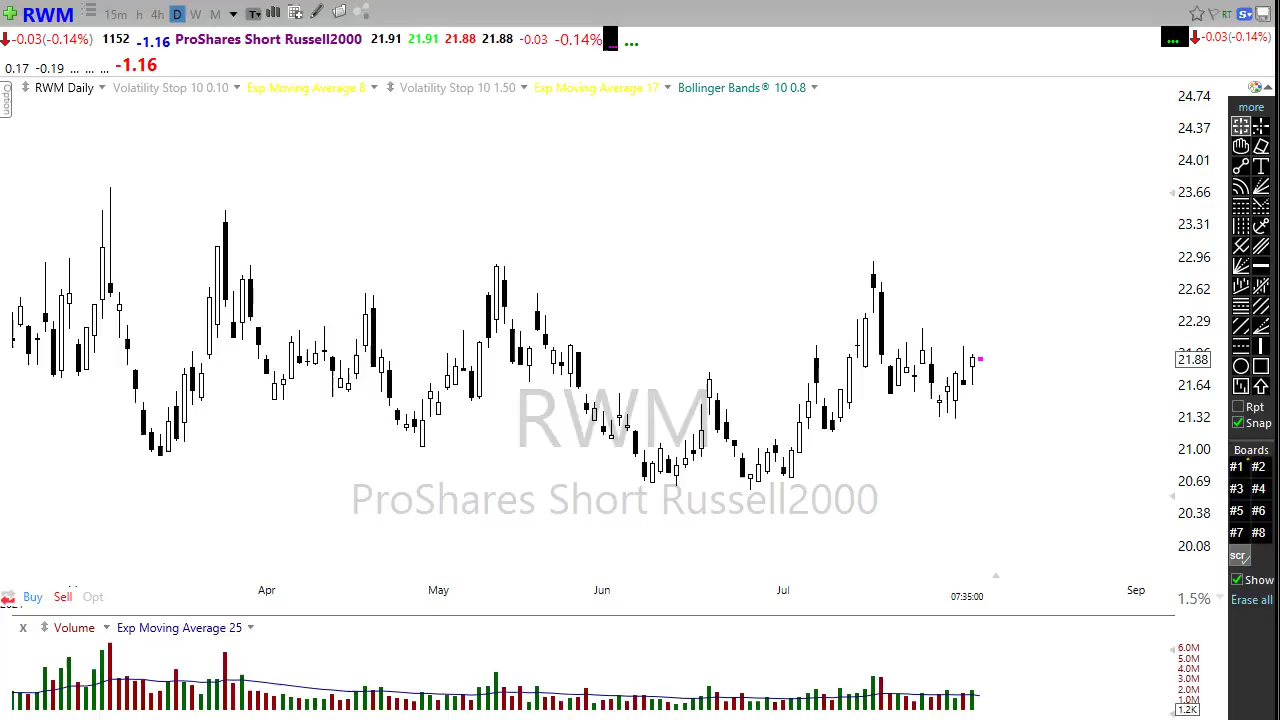 RWM 15m h 4h D W M T RT S
-0.03(-0.14%) 1152 -1.16 ProShares Short Russell2000 21.91 21.91 21.88 21.88 -0.03 -0.14% ... ... -0.03(-0.14%)
0.17 -0.19 ... ... ... -1.16
Option
RWM Daily Volatility Stop 10 0.10 Exp Moving Average 8 Volatility Stop 10 1.50 Exp Moving Average 17 Bollinger Bands® 10 0.8
24.74
more
24.37
24.01
23.66
23.31
22.96
22.62
22.29
21.88
21.64
Rpt
21.32
Snap
RWM
21.00
Boards
#1 #2
20.69
#3 #4
ProShares Short Russell2000
20.38
#5 #6
#7 #8
20.08
scr
Show
Apr May Jun Jul Sep
Buy Sell Opt 07:35:00 1.5% Erase all
X Volume Exp Moving Average 25
6.0M
5.0M
4.0M
3.0M
2.0M
1.0M
1.2K